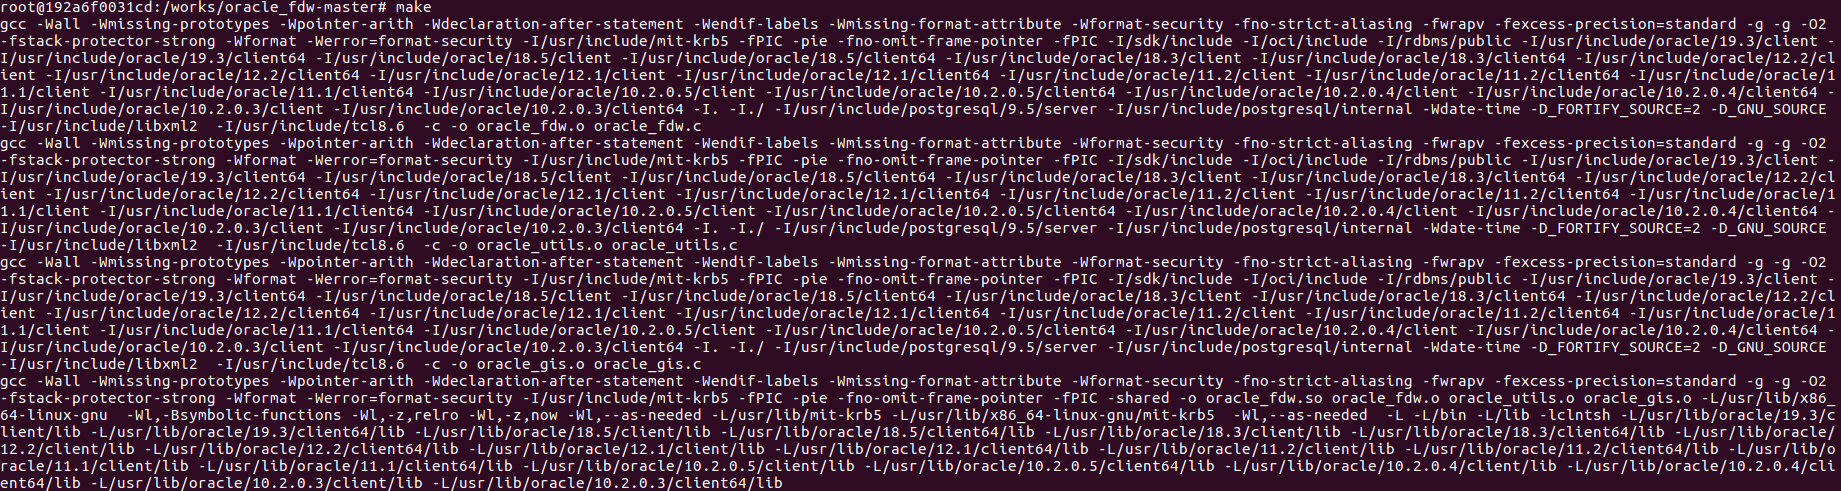 root@192a6f0031cd:/works/oracle_fdw-master# make
gcc -Wall -Wmissing-prototypes -Wpointer-arith -Wdeclaration-after-statement -Wendif-labels -Wmissing-format-attribute -Wformat-security -fno-strict-aliasing -fwrapv -fexcess-precision=standard -g -g -O2
-fstack-protector-strong -Wformat -Werror=format-security -I/usr/include/mit-krb5 -fPIC -pie -fno-omit-frame-pointer -fPIC -I/sdk/include -I/oci/include -I/rdbms/public -I/usr/include/oracle/19.3/client -
I/usr/include/oracle/19.3/client64 -I/usr/include/oracle/18.5/client -I/usr/include/oracle/18.5/client64 -I/usr/include/oracle/18.3/client -I/usr/include/oracle/18.3/client64 -I/usr/include/oracle/12.2/cl
ient -I/usr/include/oracle/12.2/client64 -I/usr/include/oracle/12.1/client -I/usr/include/oracle/12.1/client64 -I/usr/include/oracle/11.2/client -I/usr/include/oracle/11.2/client64 -I/usr/include/oracle/1
1.1/client -I/usr/include/oracle/11.1/client64 -I/usr/include/oracle/10.2.0.5/client -I/usr/include/oracle/10.2.0.5/client64 -I/usr/include/oracle/10.2.0.4/client -I/usr/include/oracle/10.2.0.4/client64 -
I/usr/include/oracle/10.2.0.3/client -I/usr/include/oracle/10.2.0.3/client64 -I. -I./ -I/usr/include/postgresql/9.5/server -I/usr/include/postgresql/internal -Wdate-time -D_FORTIFY_SOURCE=2 -D_GNU_SOURCE
-I/usr/include/libxml2  -I/usr/include/tcl8.6  -c -o oracle_fdw.o oracle_fdw.c
gcc -Wall -Wmissing-prototypes -Wpointer-arith -Wdeclaration-after-statement -Wendif-labels -Wmissing-format-attribute -Wformat-security -fno-strict-aliasing -fwrapv -fexcess-precision=standard -g -g -O2
-fstack-protector-strong -Wformat -Werror=format-security -I/usr/include/mit-krb5 -fPIC -pie -fno-omit-frame-pointer -fPIC -I/sdk/include -I/oci/include -I/rdbms/public -I/usr/include/oracle/19.3/client -
I/usr/include/oracle/19.3/client64 -I/usr/include/oracle/18.5/client -I/usr/include/oracle/18.5/client64 -I/usr/include/oracle/18.3/client -I/usr/include/oracle/18.3/client64 -I/usr/include/oracle/12.2/cl
ient -I/usr/include/oracle/12.2/client64 -I/usr/include/oracle/12.1/client -I/usr/include/oracle/12.1/client64 -I/usr/include/oracle/11.2/client -I/usr/include/oracle/11.2/client64 -I/usr/include/oracle/1
1.1/client -I/usr/include/oracle/11.1/client64 -I/usr/include/oracle/10.2.0.5/client -I/usr/include/oracle/10.2.0.5/client64 -I/usr/include/oracle/10.2.0.4/client -I/usr/include/oracle/10.2.0.4/client64 -
I/usr/include/oracle/10.2.0.3/client -I/usr/include/oracle/10.2.0.3/client64 -I. -I./ -I/usr/include/postgresql/9.5/server -I/usr/include/postgresql/internal -Wdate-time -D_FORTIFY_SOURCE=2 -D_GNU_SOURCE
-I/usr/include/libxml2  -I/usr/include/tcl8.6  -c -o oracle_utils.o oracle_utils.c
gcc -Wall -Wmissing-prototypes -Wpointer-arith -Wdeclaration-after-statement -Wendif-labels -Wmissing-format-attribute -Wformat-security -fno-strict-aliasing -fwrapv -fexcess-precision=standard -g -g -O2
-fstack-protector-strong -Wformat -Werror=format-security -I/usr/include/mit-krb5 -fPIC -pie -fno-omit-frame-pointer -fPIC -I/sdk/include -I/oci/include -I/rdbms/public -I/usr/include/oracle/19.3/client -
I/usr/include/oracle/19.3/client64 -I/usr/include/oracle/18.5/client -I/usr/include/oracle/18.5/client64 -I/usr/include/oracle/18.3/client -I/usr/include/oracle/18.3/client64 -I/usr/include/oracle/12.2/cl
ient -I/usr/include/oracle/12.2/client64 -I/usr/include/oracle/12.1/client -I/usr/include/oracle/12.1/client64 -I/usr/include/oracle/11.2/client -I/usr/include/oracle/11.2/client64 -I/usr/include/oracle/1
1.1/client -I/usr/include/oracle/11.1/client64 -I/usr/include/oracle/10.2.0.5/client -I/usr/include/oracle/10.2.0.5/client64 -I/usr/include/oracle/10.2.0.4/client -I/usr/include/oracle/10.2.0.4/client64 -
I/usr/include/oracle/10.2.0.3/client -I/usr/include/oracle/10.2.0.3/client64 -I. -I./ -I/usr/include/postgresql/9.5/server -I/usr/include/postgresql/internal -Wdate-time -D_FORTIFY_SOURCE=2 -D_GNU_SOURCE
-I/usr/include/libxml2  -I/usr/include/tcl8.6  -c -o oracle_gis.o oracle_gis.c
gcc -Wall -Wmissing-prototypes -Wpointer-arith -Wdeclaration-after-statement -Wendif-labels -Wmissing-format-attribute -Wformat-security -fno-strict-aliasing -fwrapv -fexcess-precision=standard -g -g -O2
-fstack-protector-strong -Wformat -Werror=format-security -I/usr/include/mit-krb5 -fPIC -pie -fno-omit-frame-pointer -fPIC -shared -o oracle_fdw.so oracle_fdw.o oracle_utils.o oracle_gis.o -L/usr/lib/x86_
64-linux-gnu  -Wl,-Bsymbolic-functions -Wl,-z,relro -Wl,-z,now -Wl,--as-needed -L/usr/lib/mit-krb5 -L/usr/lib/x86_64-linux-gnu/mit-krb5  -Wl,--as-needed  -L -L/bin -L/lib -lclntsh -L/usr/lib/oracle/19.3/c
lient/lib -L/usr/lib/oracle/19.3/client64/lib -L/usr/lib/oracle/18.5/client/lib -L/usr/lib/oracle/18.5/client64/lib -L/usr/lib/oracle/18.3/client/lib -L/usr/lib/oracle/18.3/client64/lib -L/usr/lib/oracle/
12.2/client/lib -L/usr/lib/oracle/12.2/client64/lib -L/usr/lib/oracle/12.1/client/lib -L/usr/lib/oracle/12.1/client64/lib -L/usr/lib/oracle/11.2/client/lib -L/usr/lib/oracle/11.2/client64/lib -L/usr/lib/o
racle/11.1/client/lib -L/usr/lib/oracle/11.1/client64/lib -L/usr/lib/oracle/10.2.0.5/client/lib -L/usr/lib/oracle/10.2.0.5/client64/lib -L/usr/lib/oracle/10.2.0.4/client/lib -L/usr/lib/oracle/10.2.0.4/cli
ent64/lib -L/usr/lib/oracle/10.2.0.3/client/lib -L/usr/lib/oracle/10.2.0.3/client64/lib